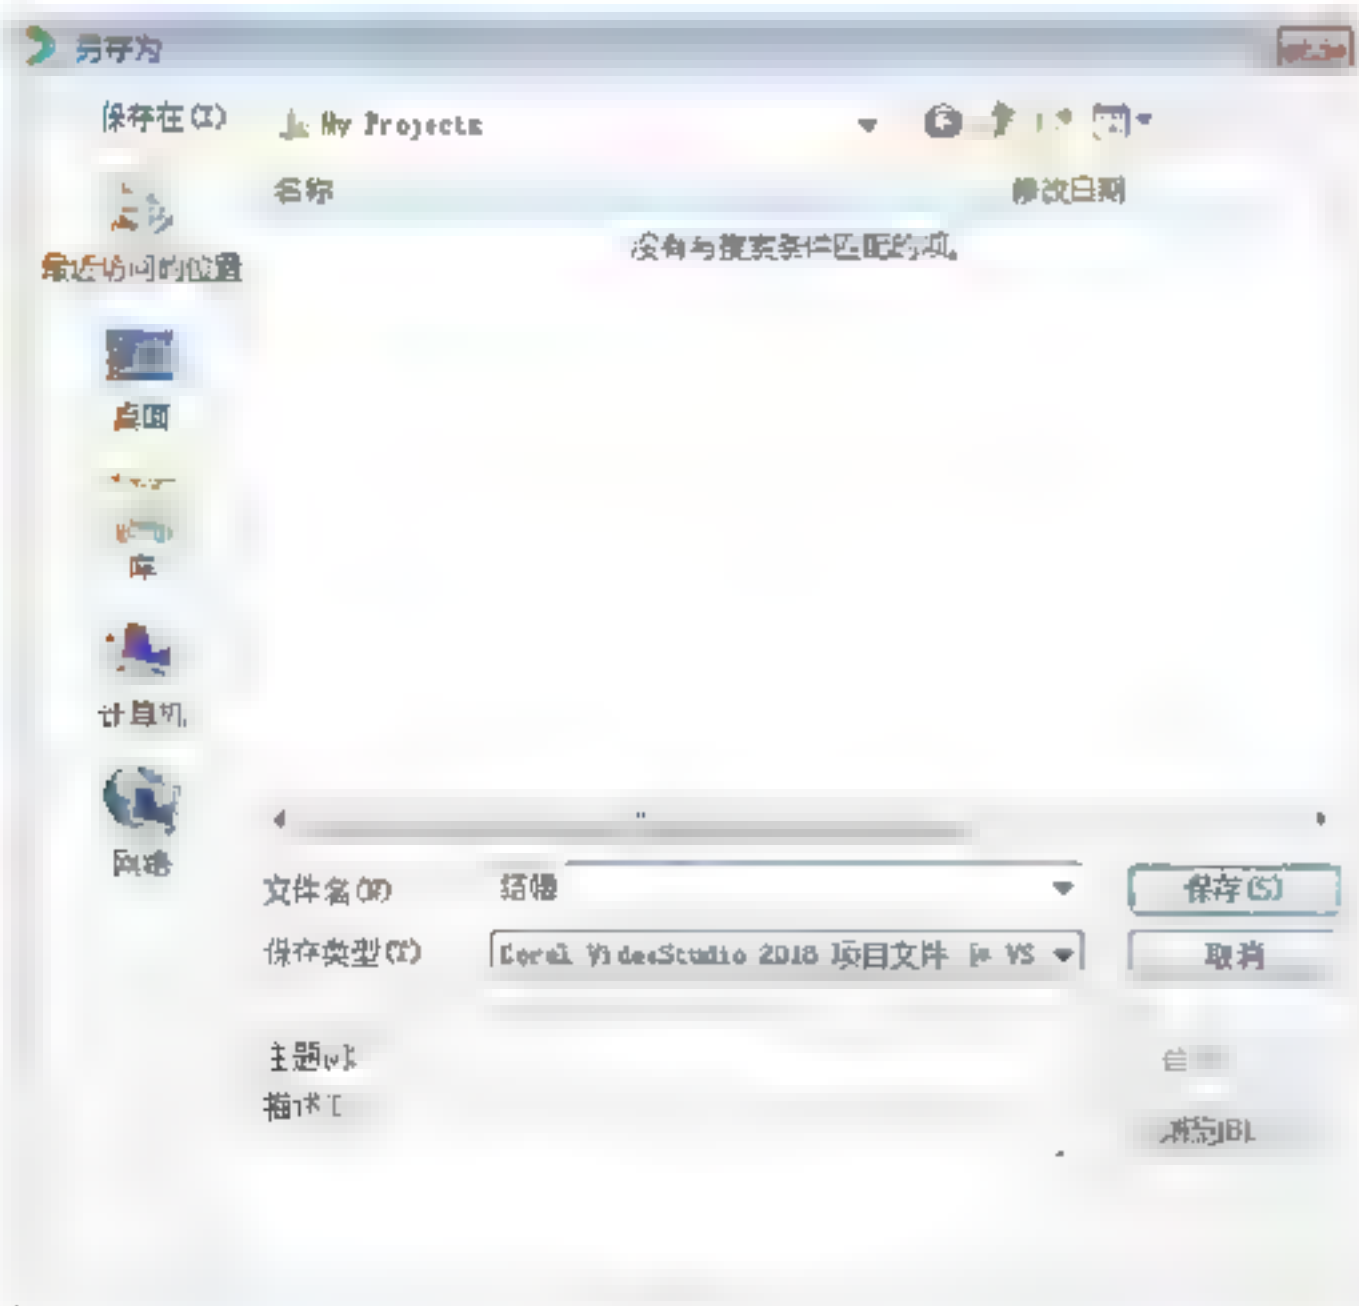 另存为
保存在(I)
My Projects
名称
修改日期
没有与搜索条件匹配的项。
最近访问的位置
桌面
库
计算机
网络
文件名(N)
保存(S)
保存类型(T)
Corel VideoStudio 2018 项目文件
VS
取消
主题
描述